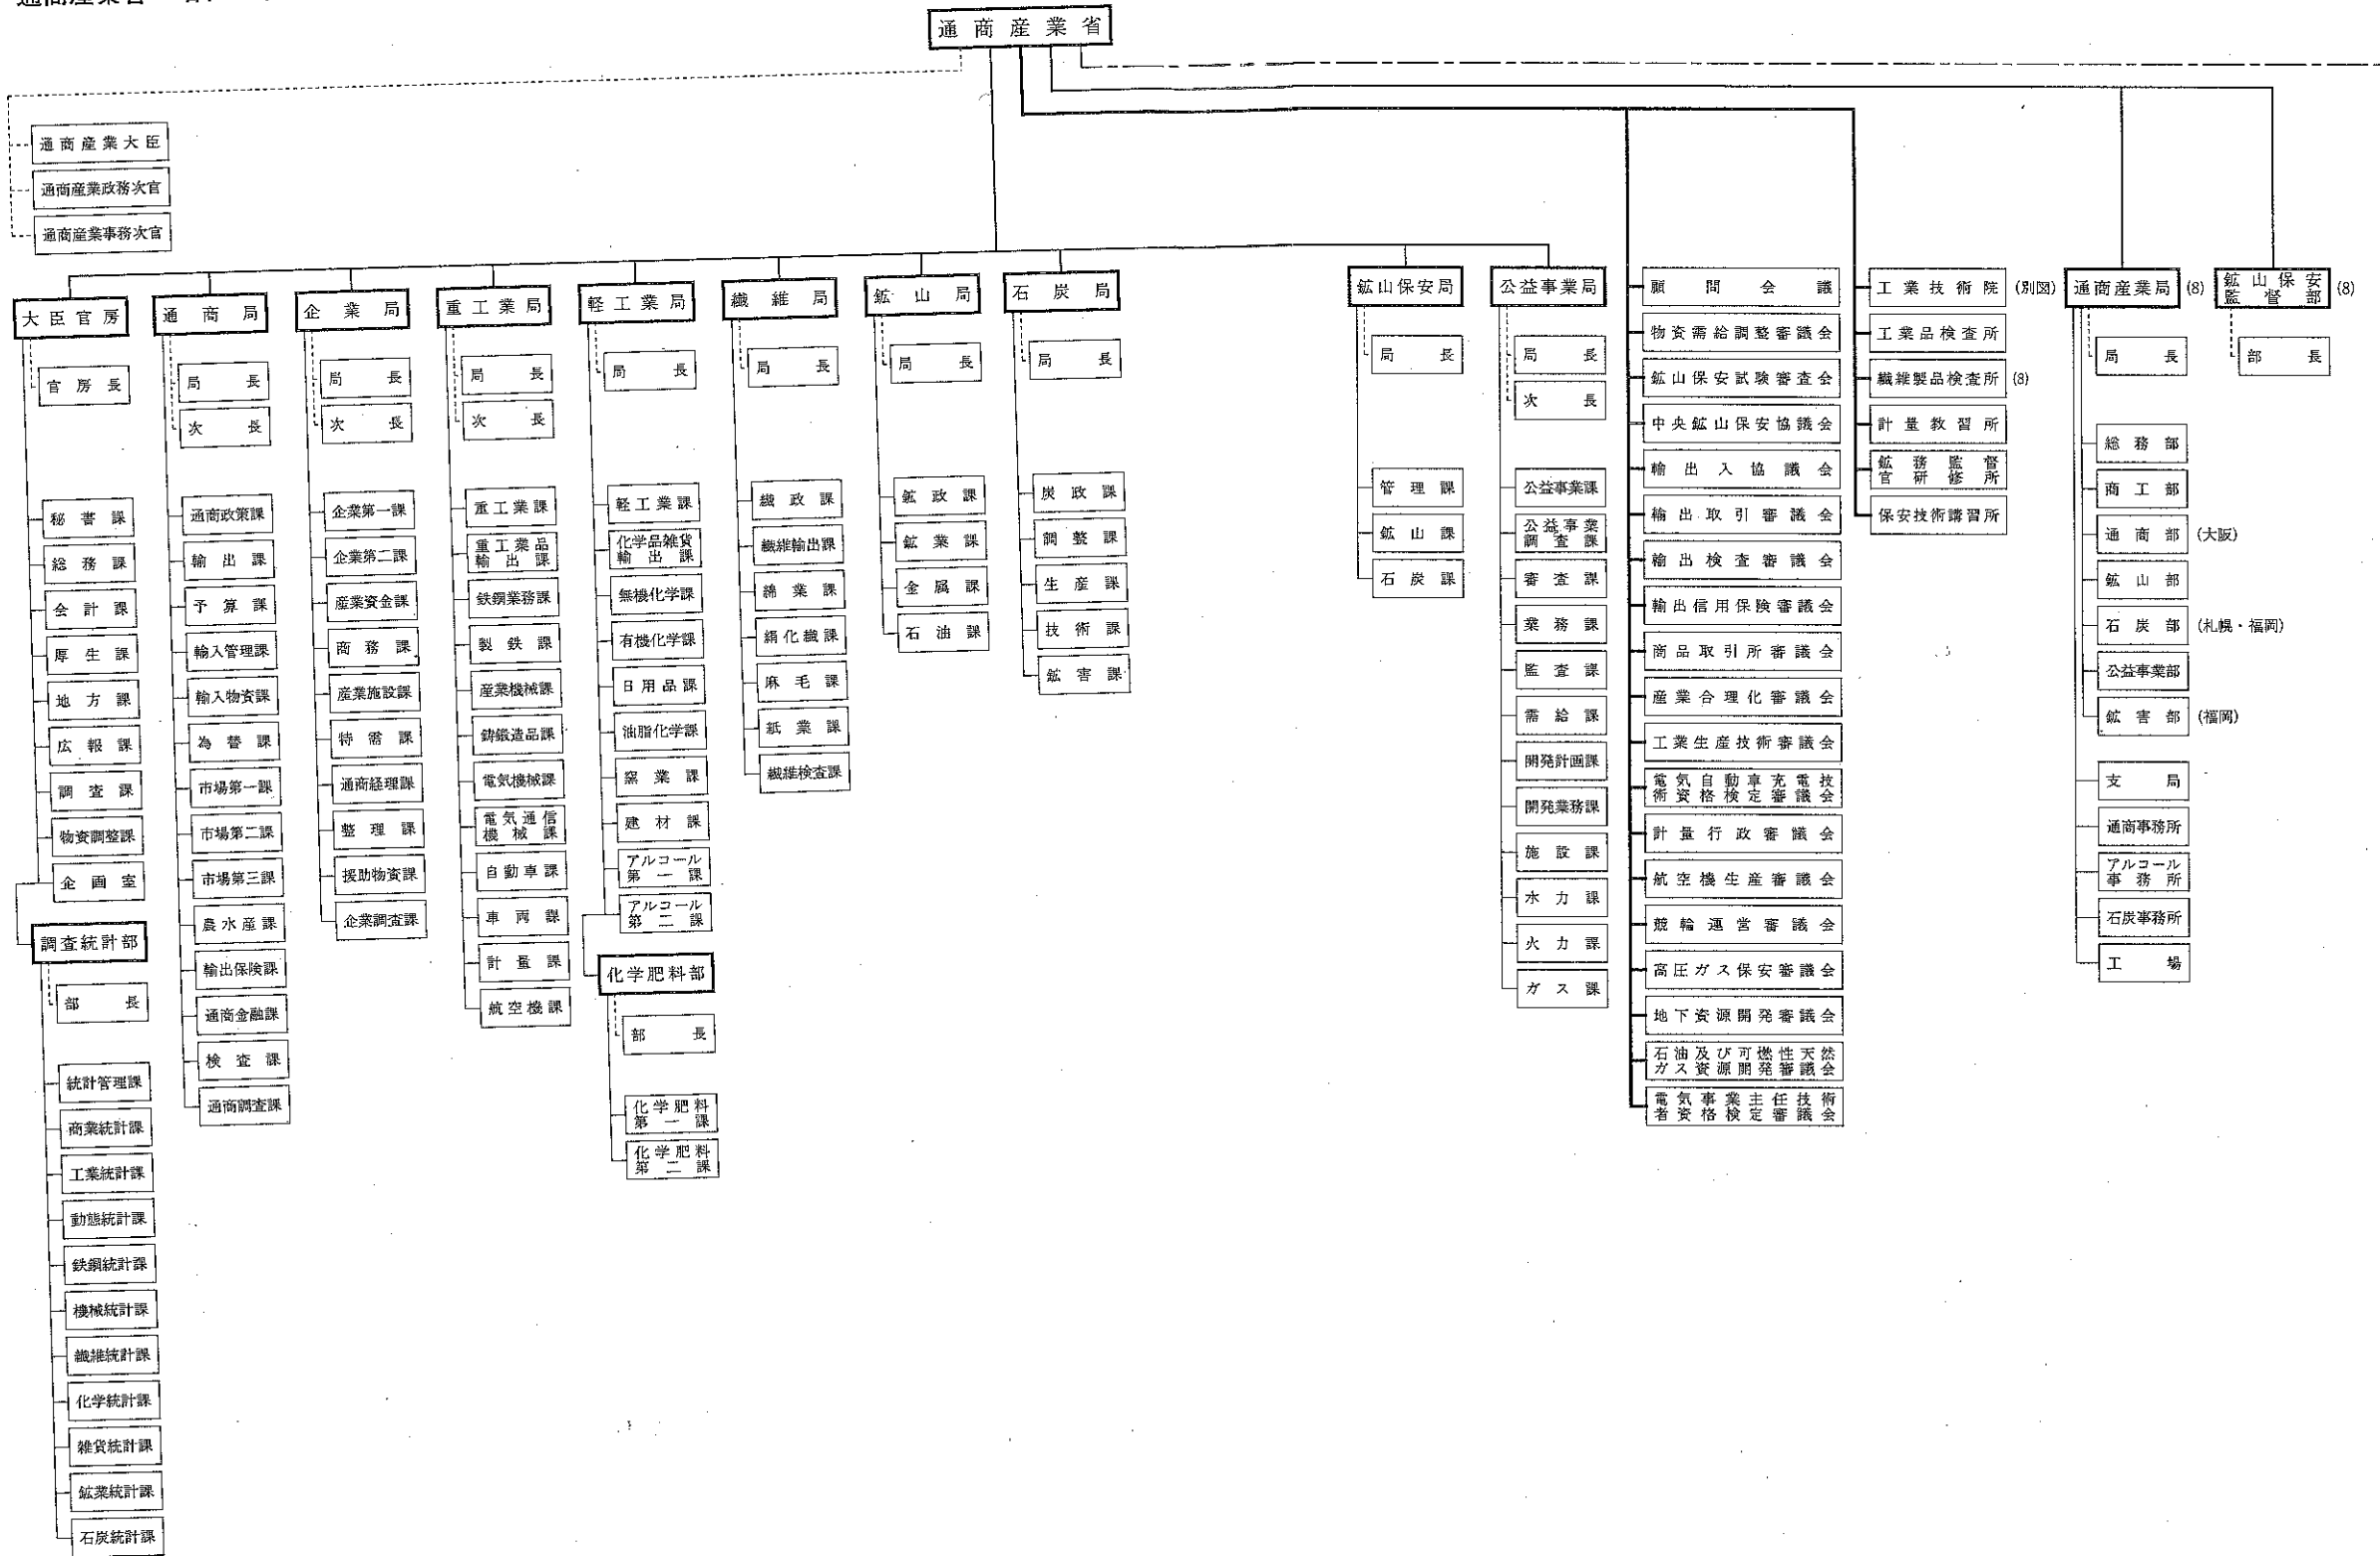 通商産業省
通商産業大臣
通商産業政務次官
通商産業事務次官
大臣官房
官房長
秘書課
総務課
会計課
厚生課
地方課
広報課
調査課
物資調整課
企画室
調査統計部
部長
統計管理課
商業統計課
工業統計課
動態統計課
鉄鋼統計課
機械統計課
繊維統計課
化学統計課
雑貨統計課
鉱業統計課
石炭統計課
通商局
局長
次長
通商政策課
輸出課
予算課
輸入管理課
輸入物資課
為替課
市場第一課
市場第二課
市場第三課
農水産課
輸出保険課
通商金融課
検査課
通商調査課
企業局
局長
次長
企業第一課
企業第二課
産業資金課
商務課
産業施設課
特需課
通商経理課
整理課
援助物資課
企業調査課
重工業局
局長
次長
重工業課
重工業品
輸出課
鉄鋼業務課
製鉄課
産業機械課
鋳鍛造品課
電気機械課
電気通信
機械課
自動車課
車両課
計量課
航空機課
軽工業局
局長
軽工業課
化学品雑貨
輸出課
無機化学課
有機化学課
日用品課
油脂化学課
窯業課
建材課
アルコール
第一課
アルコール
第二課
化学肥料部
部長
化学肥料
第一課
化学肥料
第二課
繊維局
局長
繊政課
繊維輸出課
綿業課
絹化繊課
麻毛課
紙業課
繊維検査課
鉱山局
局長
鉱政課
鉱業課
金属課
石油課
石炭局
局長
炭政課
調整課
生産課
技術課
鉱害課
鉱山保安局
局長
管理課
鉱山課
石炭課
公益事業局
局長
次長
公益事業課
公益事業
調査課
審査課
業務課
監査課
需給課
開発計画課
開発業務課
施設課
水力課
火力課
ガス課
顧問会議
物資需給調整審議会
鉱山保安試験審査会
中央鉱山保安協議会
輸出入協議会
輸出取引審議会
輸出検査審議会
輸出信用保険審議会
商品取引所審議会
産業合理化審議会
工業生産技術審議会
電気自動車充電技
術資格検定審議会
計量行政審議会
航空機生産審議会
競輪運営審議会
高圧ガス保安審議会
地下資源開発審議会
石油及び可燃性天然
ガス資源開発審議会
電気事業主任技術
者資格検定審議会
工業技術院 (別図)
工業品検査所
繊維製品検査所 (8)
計量教習所
鉱務監督
官研修所
保安技術講習所
通商産業局 (8)
局長
総務部
商工部
通商部 (大阪)
鉱山部
石炭部 (札幌・福岡)
公益事業部
鉱害部 (福岡)
支局
通商事務所
アルコール
事務所
石炭事務所
工場
鉱山保安
監督部 (8)
部長